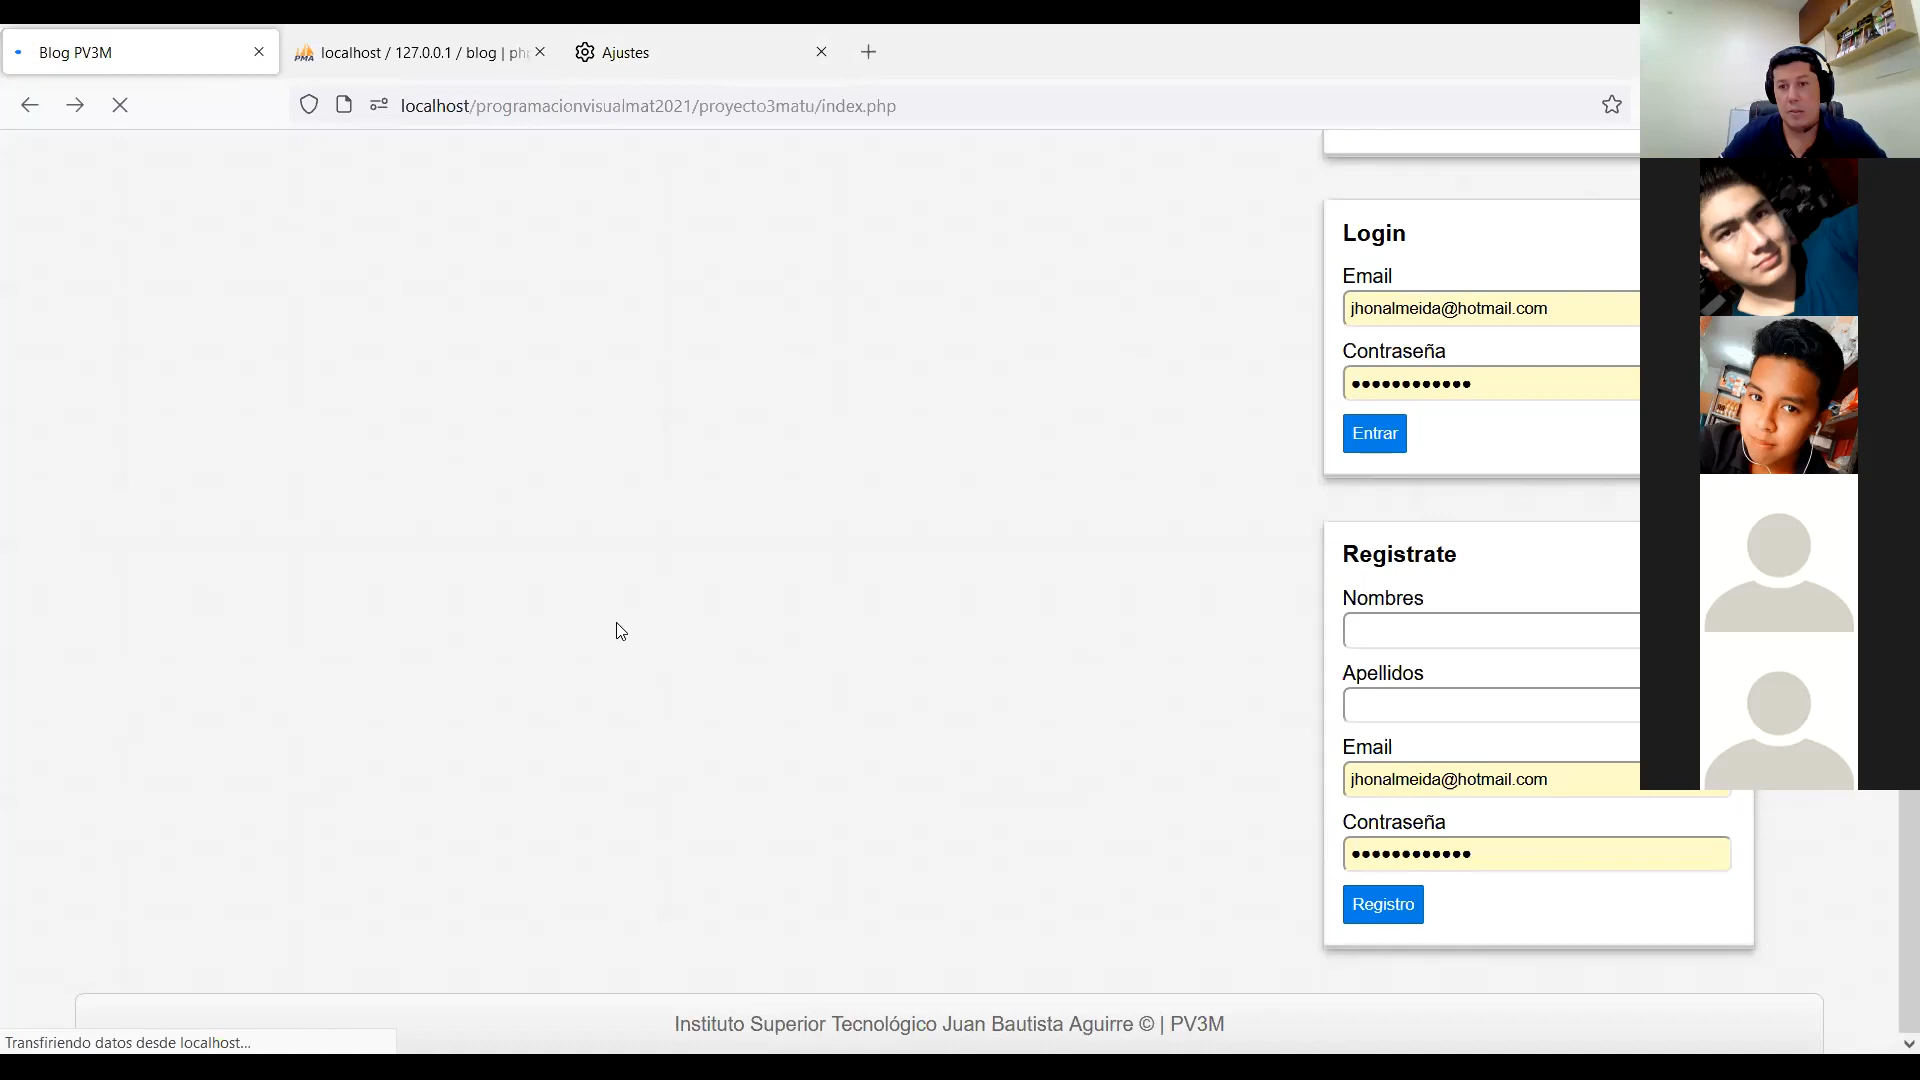 Blog PV3M
PMA
localhost / 127.0.0.1 / blog | ph
Ajustes
localhost/programacionvisualmat2021/proyecto3matu/index.php
Login
Email
jhonalmeida@hotmail.com
Contraseña
••••••••••••
Entrar
Registrate
Nombres
Apellidos
Email
jhonalmeida@hotmail.com
Contraseña
••••••••••••
Registro
Instituto Superior Tecnológico Juan Bautista Aguirre © | PV3M
Transfiriendo datos desde localhost...